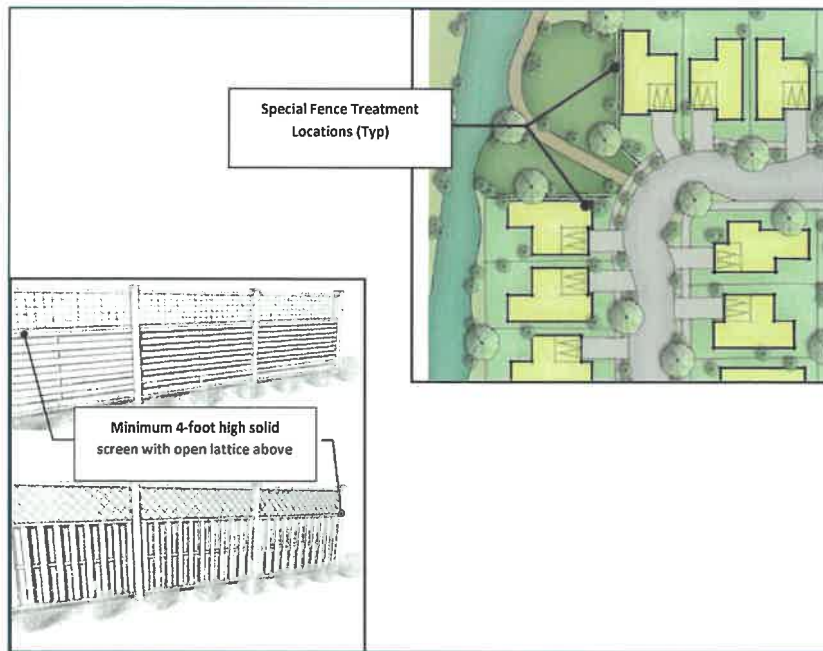 Special Fence Treatment
Locations (Typ)
Minimum 4-foot high solid
screen with open lattice above